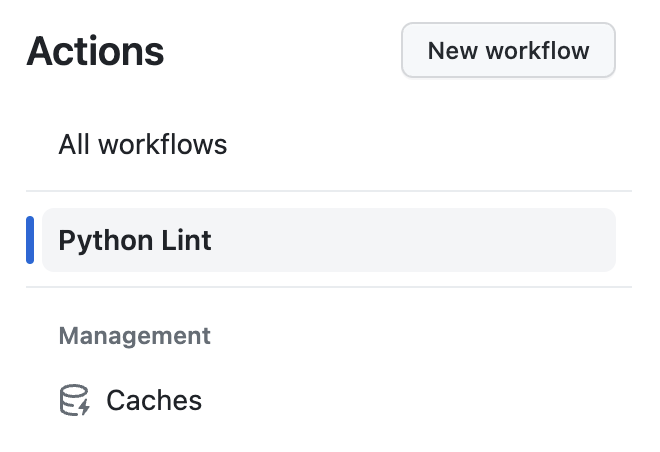 Actions
New workflow
All workflows
Python Lint
Management
Caches